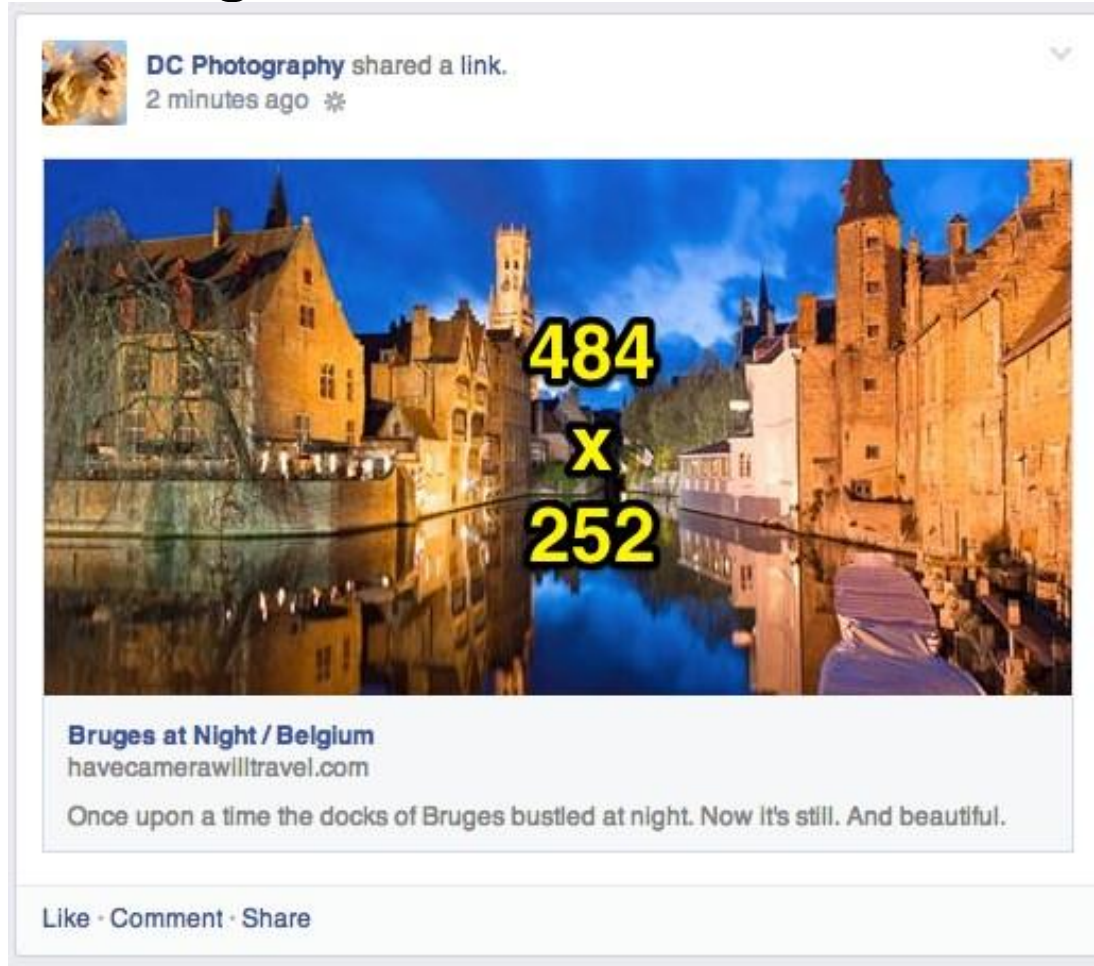 DC Photography shared a link.
2 minutes ago
484
x
252
Bruges at Night / Belgium
havecamerawilltravel.com
Once upon a time the docks of Bruges bustled at night. Now it's still. And beautiful.
Like · Comment · Share